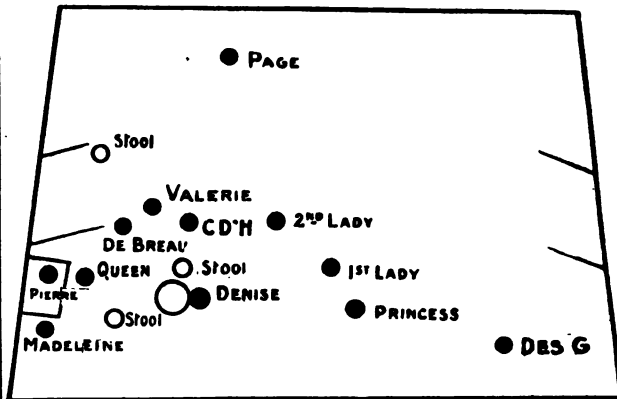 PAGE
Stool
VALERIE
CD'H
2ND LADY
DE BREAU
QUEEN
Stool
1ST LADY
PIERRE
DENISE
PRINCESS
Stool
MADELEINE
DES G